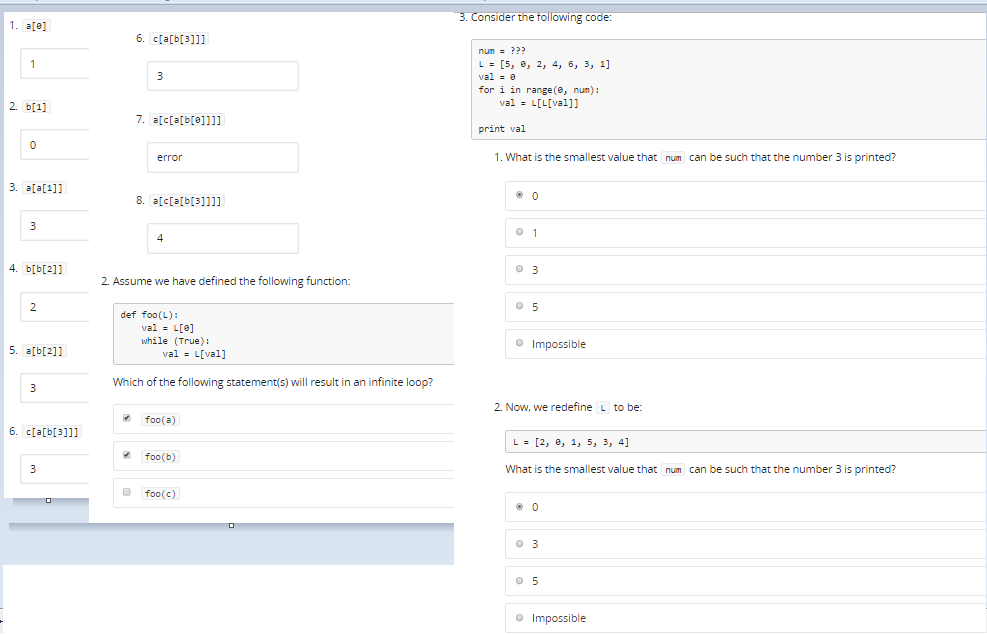 1. a[0]
1
2. b[1]
0
3. a[a[1]]
3
4. b[b[2]]
2
5. a[b[2]]
3
6. c[a[b[3]]]
3
6. c[a[b[3]]]
3
7. a[c[a[b[0]]]]
error
8. a[c[a[b[3]]]]
4
2. Assume we have defined the following function:
def foo(L):
val = L[0]
while (True):
val = L[val]
Which of the following statement(s) will result in an infinite loop?
foo(a)
foo(b)
foo(c)
3. Consider the following code:
num = ???
L = [5, 0, 2, 4, 6, 3, 1]
val = 0
for i in range(0, num):
val = L[L[val]]
print val
1. What is the smallest value that num can be such that the number 3 is printed?
0
1
3
5
Impossible
2. Now, we redefine L to be:
L = [2, 0, 1, 5, 3, 4]
What is the smallest value that num can be such that the number 3 is printed?
0
3
5
Impossible